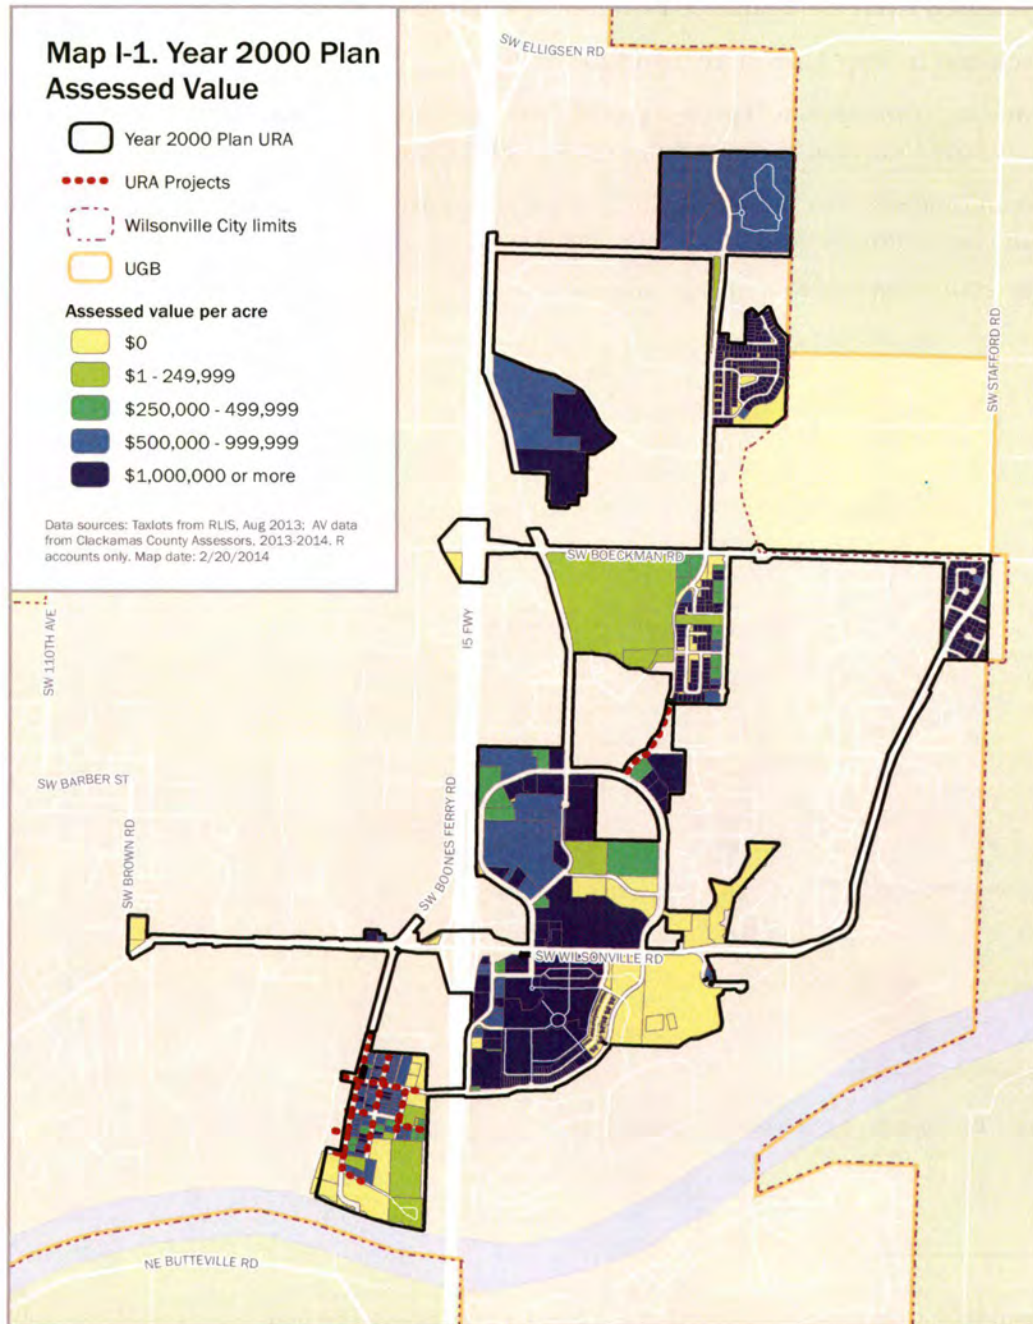 Map I-1. Year 2000 Plan
Assessed Value
Year 2000 Plan URA
URA Projects
Wilsonville City limits
UGB
Assessed value per acre
$0
$1 - 249,999
$250,000 - 499,999
$500,000 - 999,999
$1,000,000 or more
Data sources: Taxlots from RLIS, Aug 2013; AV data
from Clackamas County Assessors, 2013-2014. R
accounts only. Map date: 2/20/2014
SW ELLIGSEN RD
SW STAFFORD RD
SW BOECKMAN RD
I5 FWY
SW 110TH AVE
SW BARBER ST
SW BROWN RD
SW BOONES FERRY RD
SW WILSONVILLE RD
NE BUTTEVILLE RD